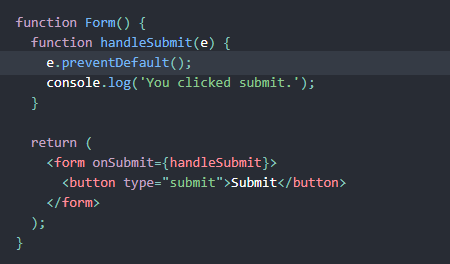 function Form() {
  function handleSubmit(e) {
    e.preventDefault();
    console.log('You clicked submit.');
  }

  return (
    <form onSubmit={handleSubmit}>
      <button type="submit">Submit</button>
    </form>
  );
}